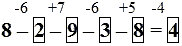 -6 +7 -6 +5 -4
8 – 2 – 9 – 3 – 8 = 4